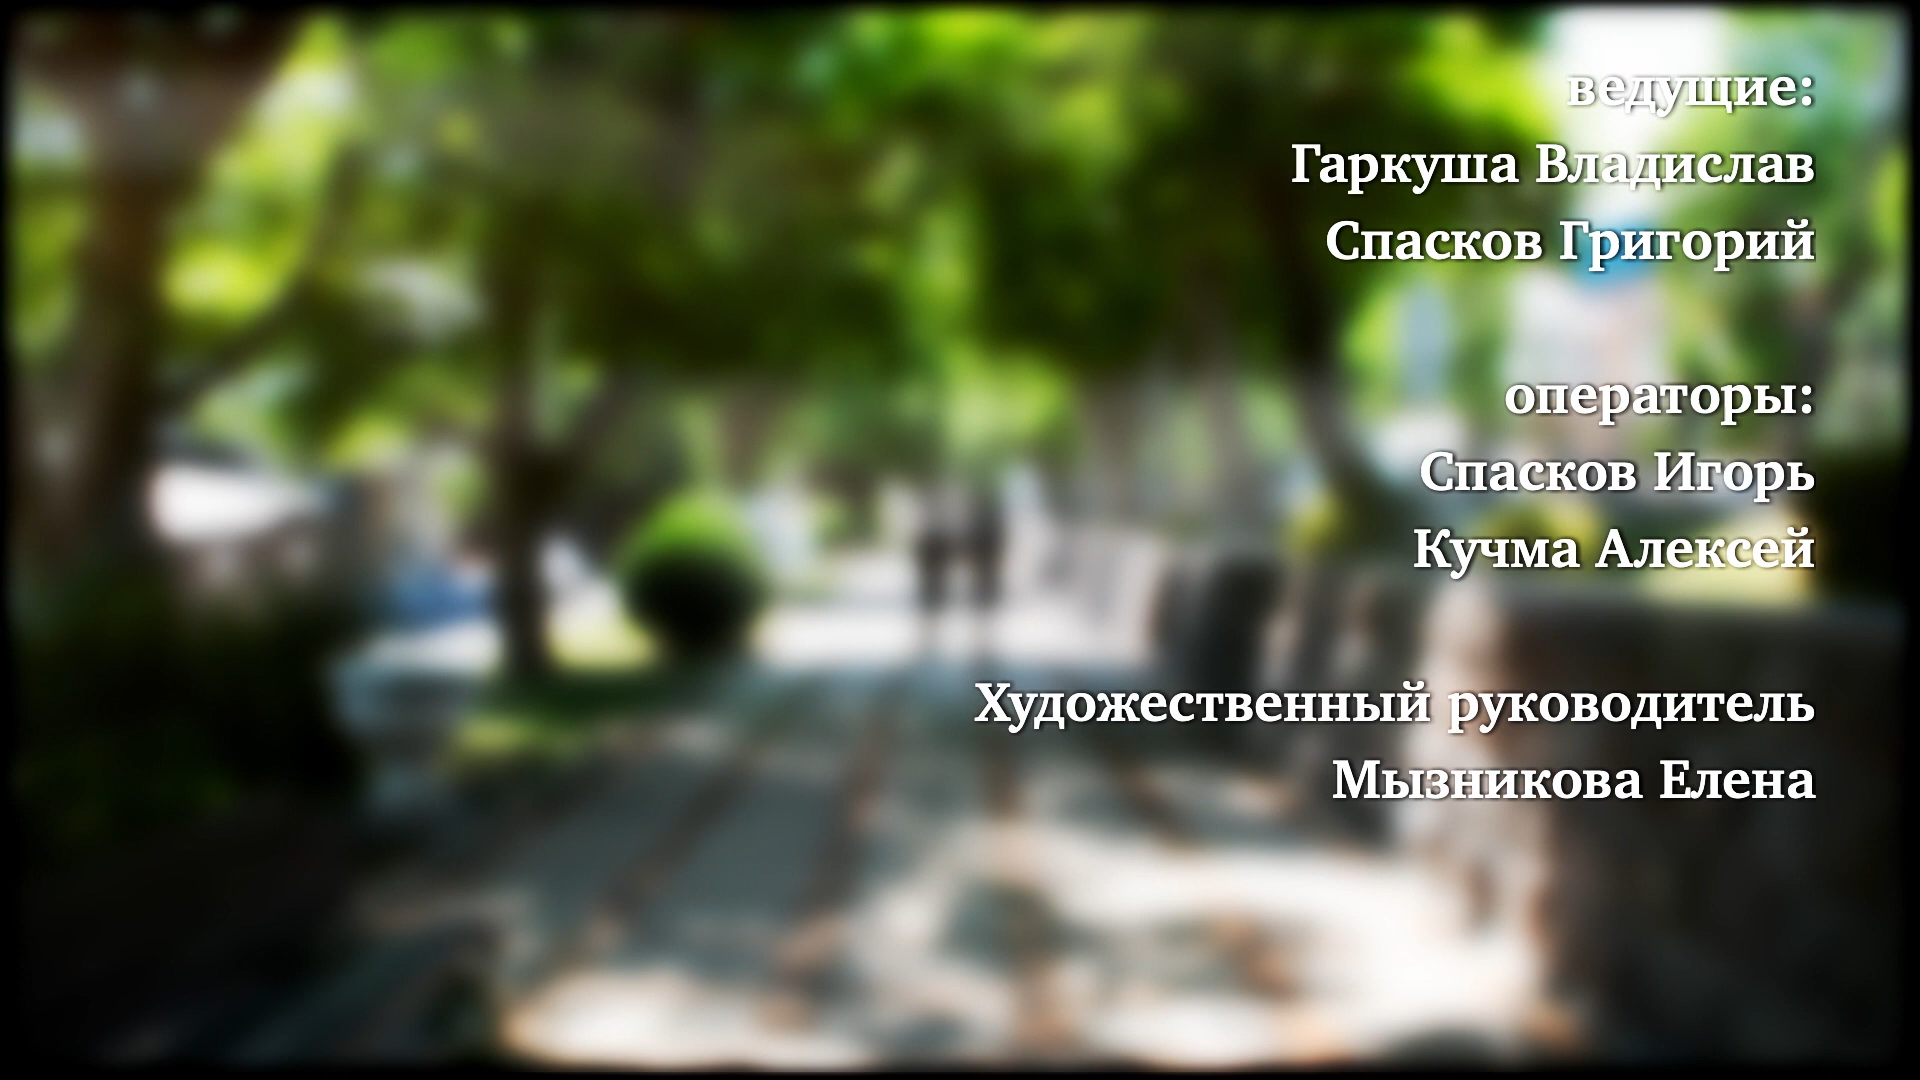 ведущие:
Гаркуша Владислав
Спасков Григорий
операторы:
Спасков Игорь
Кучма Алексей
Художественный руководитель
Мызникова Елена